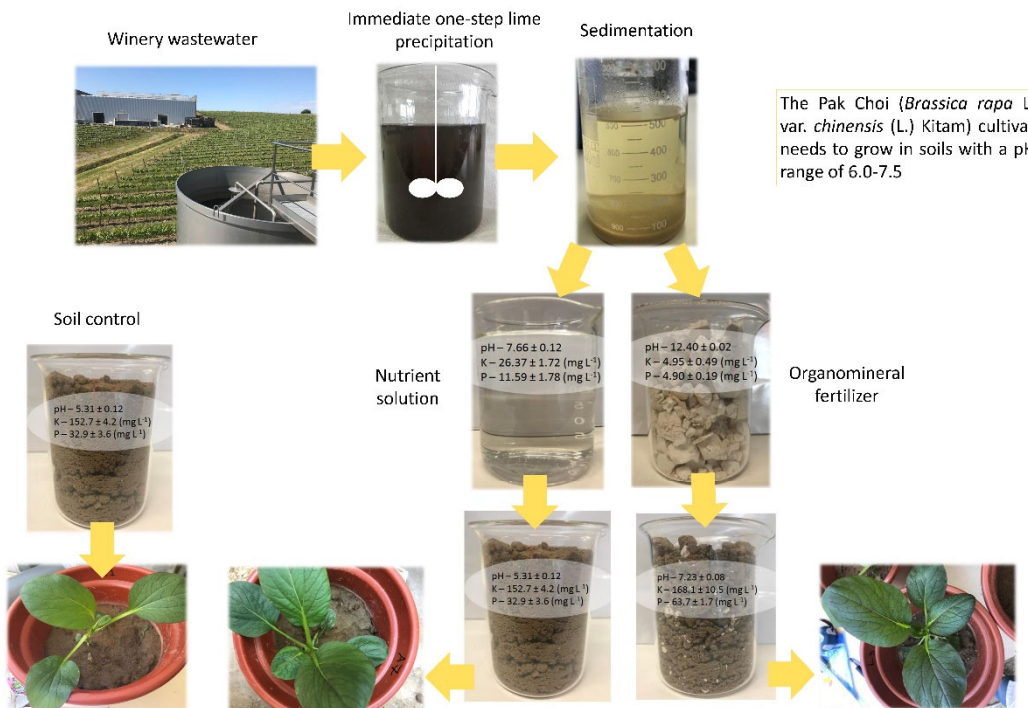 Winery wastewater
Immediate one-step lime
precipitation
Sedimentation
The Pak Choi (Brassica rapa L
var. chinensis (L.) Kitam) cultiva
needs to grow in soils with a pH
range of 6.0-7.5
500
400
300
100
Soil control
pH – 5.31 ± 0.12
K – 152.7 ± 4.2 (mg L⁻¹)
P – 32.9 ± 3.6 (mg L⁻¹)
Nutrient
solution
pH – 7.66 ± 0.12
K – 26.37 ± 1.72 (mg L⁻¹)
P – 11.59 ± 1.78 (mg L⁻¹)
pH – 12.40 ± 0.02
K – 4.95 ± 0.49 (mg L⁻¹)
P – 4.90 ± 0.19 (mg L⁻¹)
Organomineral
fertilizer
pH – 5.31 ± 0.12
K – 152.7 ± 4.2 (mg L⁻¹)
P – 32.9 ± 3.6 (mg L⁻¹)
pH – 7.23 ± 0.08
K – 168.1 ± 10.5 (mg L⁻¹)
P – 63.7 ± 1.7 (mg L⁻¹)